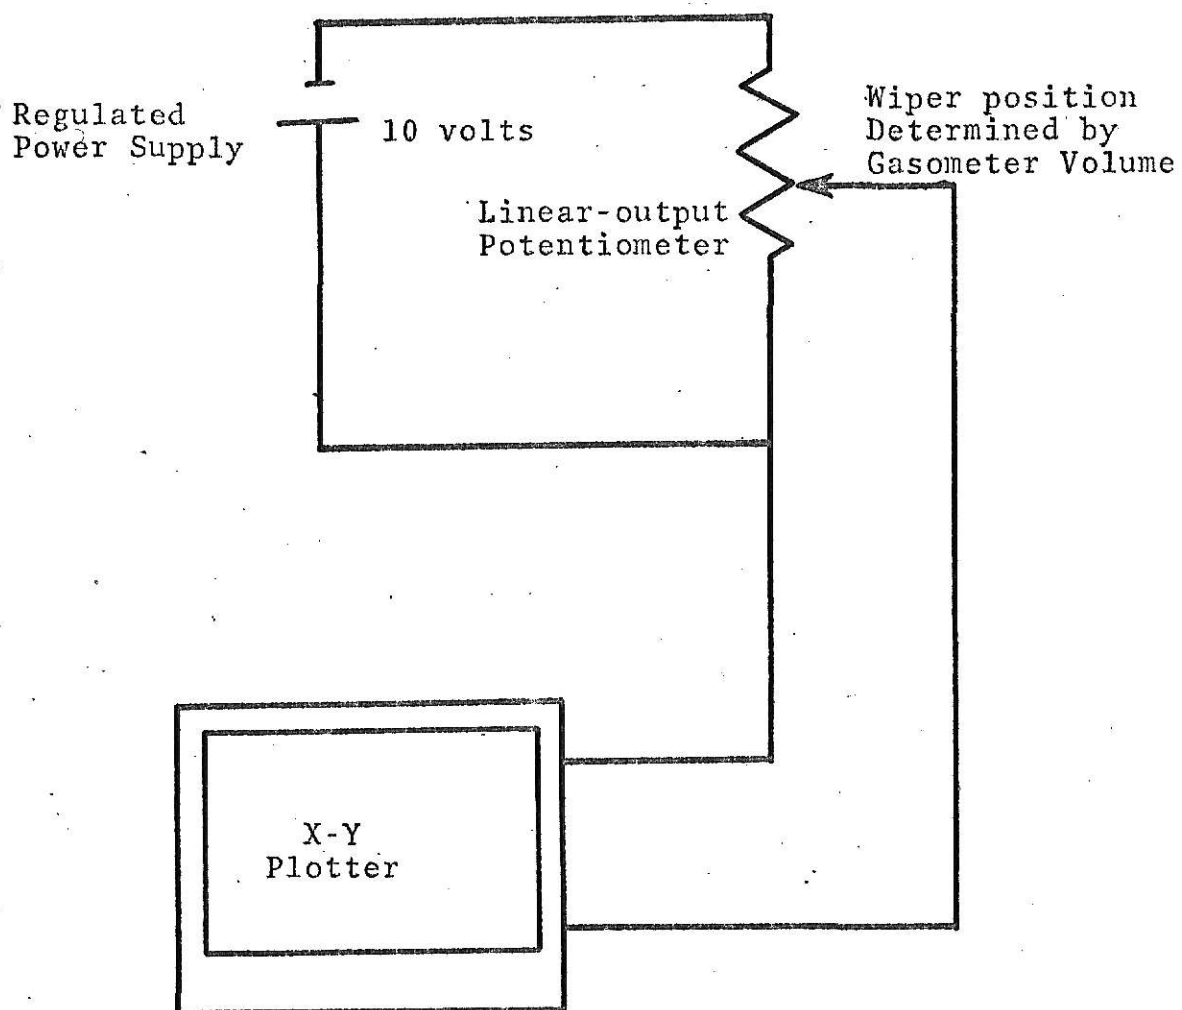 Regulated
Power Supply
10 volts
Wiper position
Determined by
Gasometer Volume
Linear-output
Potentiometer
X-Y
Plotter